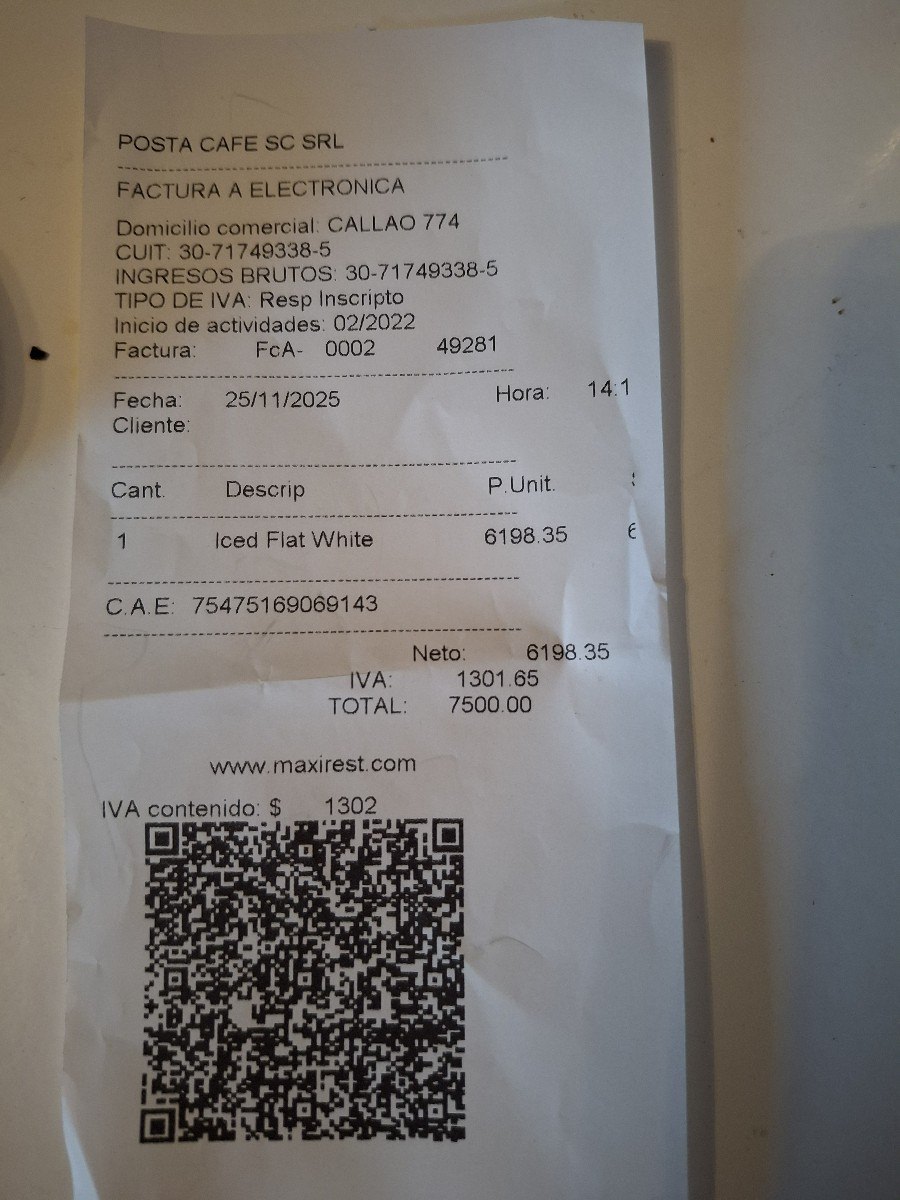 POSTA CAFE SC SRL
FACTURA A ELECTRONICA
Domicilio comercial: CALLAO 774
CUIT: 30-71749338-5
INGRESOS BRUTOS: 30-71749338-5
TIPO DE IVA: Resp Inscripto
Inicio de actividades: 02/2022
Factura: FcA- 0002 49281
Fecha: 25/11/2025 Hora: 14:1
Cliente:
Cant. Descrip P.Unit.
1 Iced Flat White 6198.35
C.A.E: 75475169069143
Neto: 6198.35
IVA: 1301.65
TOTAL: 7500.00
www.maxirest.com
IVA contenido: $ 1302